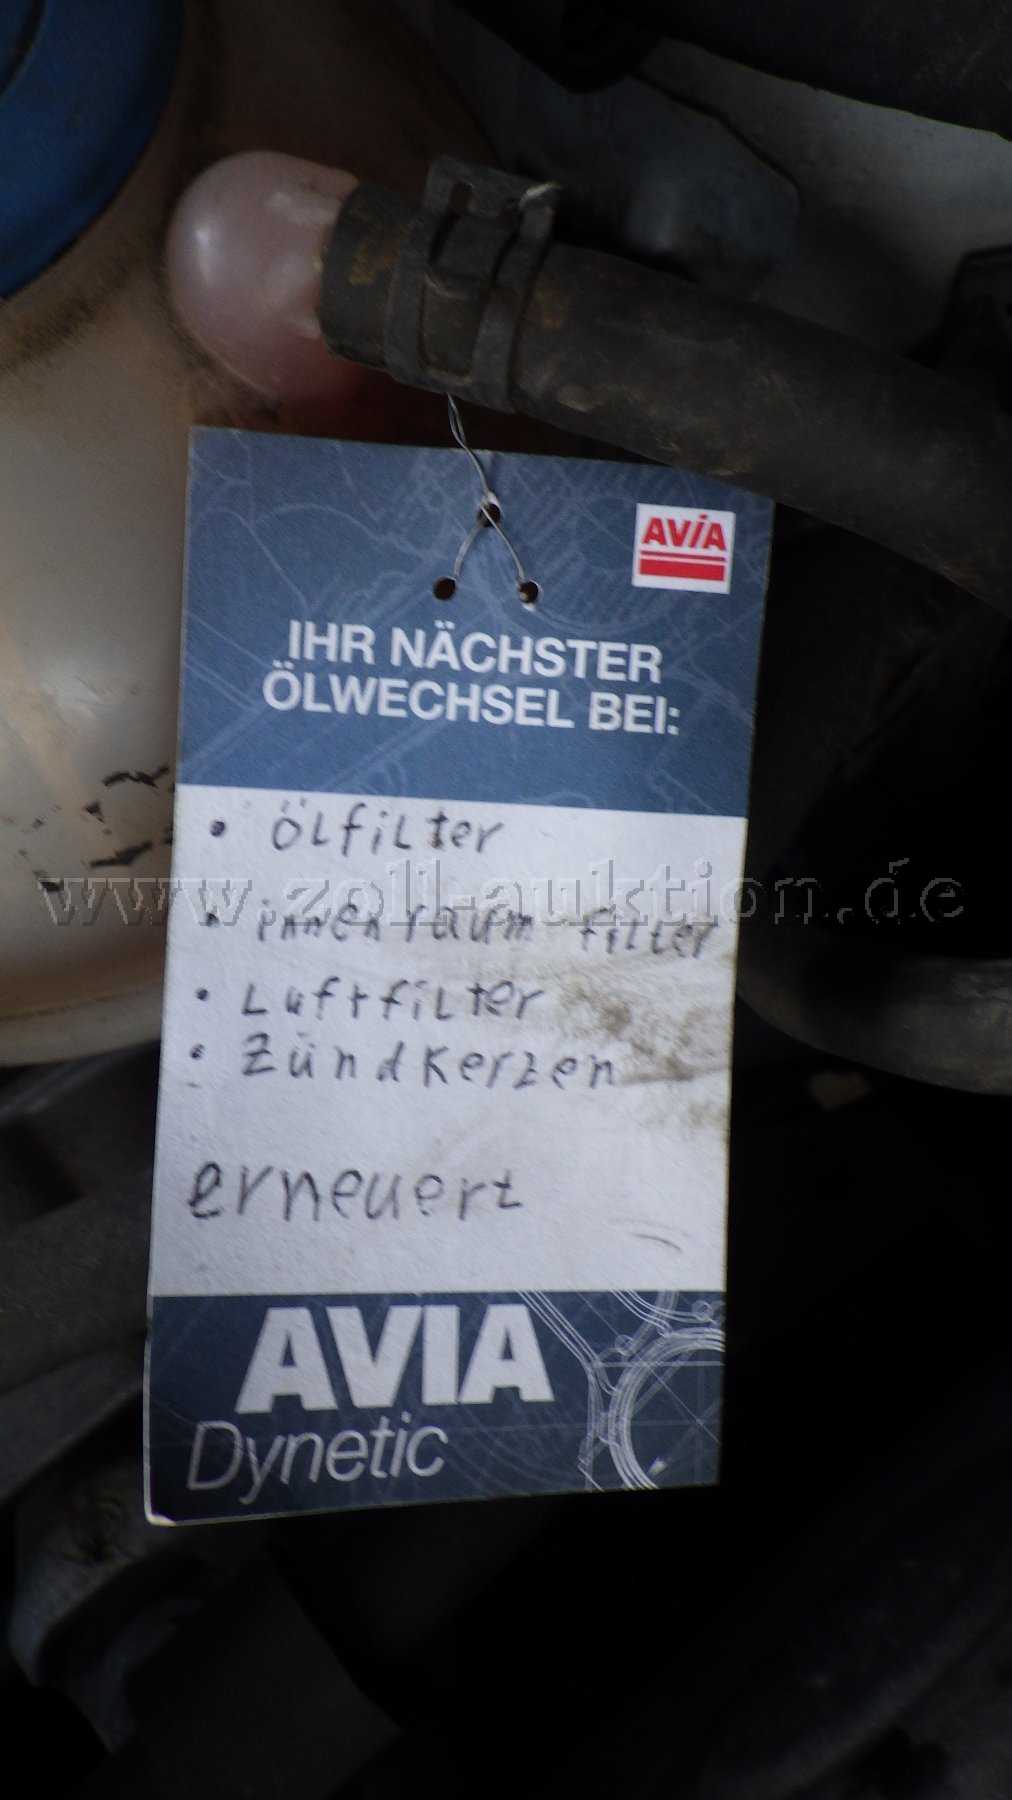 AVIA
IHR NÄCHSTER
ÖLWECHSEL BEI:
• ÖLfiLter
www.zoll-auktion.de
• innenraum filter
• Luftfilter
• Zündkerzen
erneuert
AVIA
Dynetic